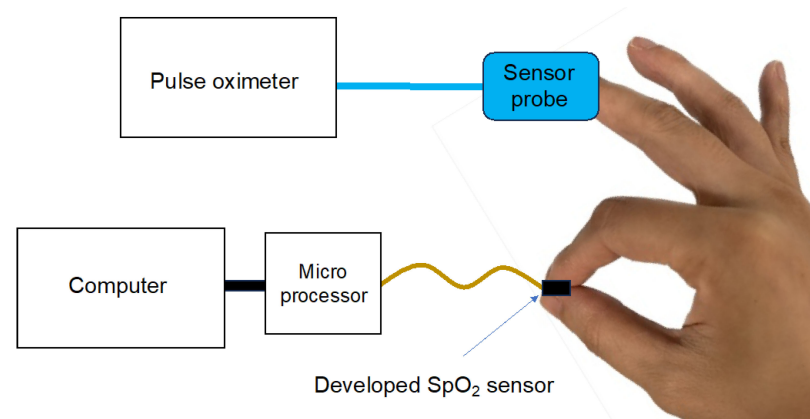 Pulse oximeter
Sensor
probe
Computer
Micro
processor
Developed SpO₂ sensor